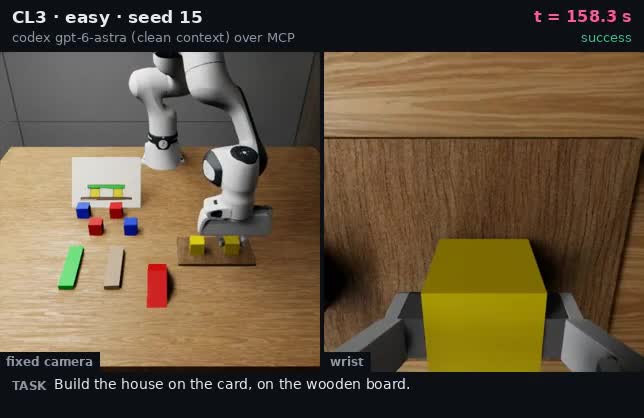 CL3 · easy · seed 15
t = 158.3 s
codex gpt-6-astra (clean context) over MCP
success
fixed camera
wrist
TASK Build the house on the card, on the wooden board.